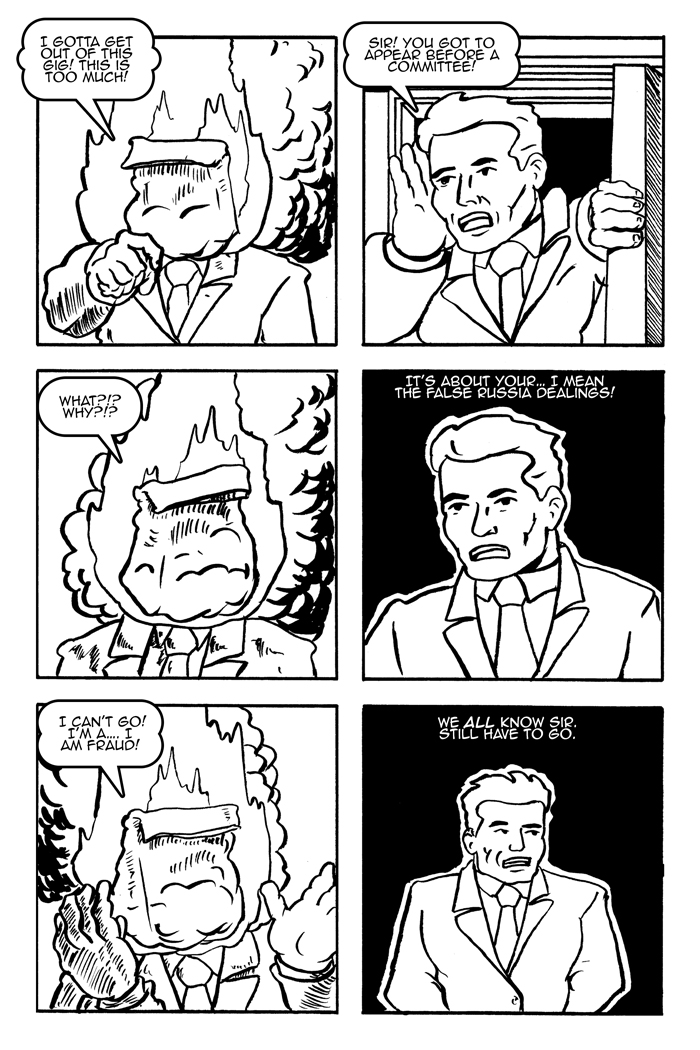 I GOTTA GET
OUT OF THIS
GIG! THIS IS
TOO MUCH!
SIR! YOU GOT TO
APPEAR BEFORE A
COMMITTEE!
WHAT?!?
WHY?!?
IT'S ABOUT YOUR... I MEAN
THE FALSE RUSSIA DEALINGS!
I CAN'T GO!
I'M A.... I
AM FRAUD!
WE ALL KNOW SIR.
STILL HAVE TO GO.